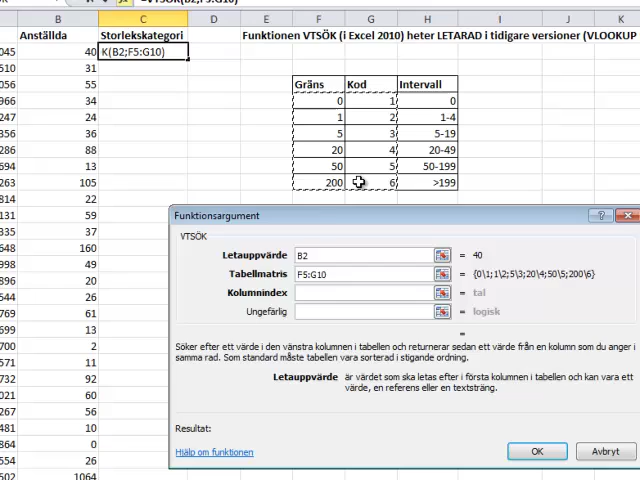 =VTSÖK(B2;F5:G10)
B C D E F G H I J K
Anställda Storlekskategori Funktionen VTSÖK (i Excel 2010) heter LETARAD i tidigare versioner (VLOOKUP
045 40 K(B2;F5:G10)
510 31
056 55 Gräns Kod Intervall
966 34 0 1 0
247 24 1 2 1-4
356 36 5 3 5-19
286 88 20 4 20-49
694 13 50 5 50-199
263 105 200 6 >199
814 22
131 59
335 37
648 160
998 49
206 20
544 26
769 61
699 13
700 2
571 11
732 92
021 60
267 56
481 10
864 0
554 26
502 1064
Funktionsargument
VTSÖK
Letauppvärde B2 = 40
Tabellmatris F5:G10 = {0\1;1\2;5\3;20\4;50\5;200\6}
Kolumnindex = tal
Ungefärlig = logisk
=
Söker efter ett värde i den vänstra kolumnen i tabellen och returnerar sedan ett värde från en kolumn som du anger i
samma rad. Som standard måste tabellen vara sorterad i stigande ordning.
Letauppvärde är värdet som ska letas efter i första kolumnen i tabellen och kan vara ett
värde, en referens eller en textsträng.
Resultat:
Hjälp om funktionen OK Avbryt